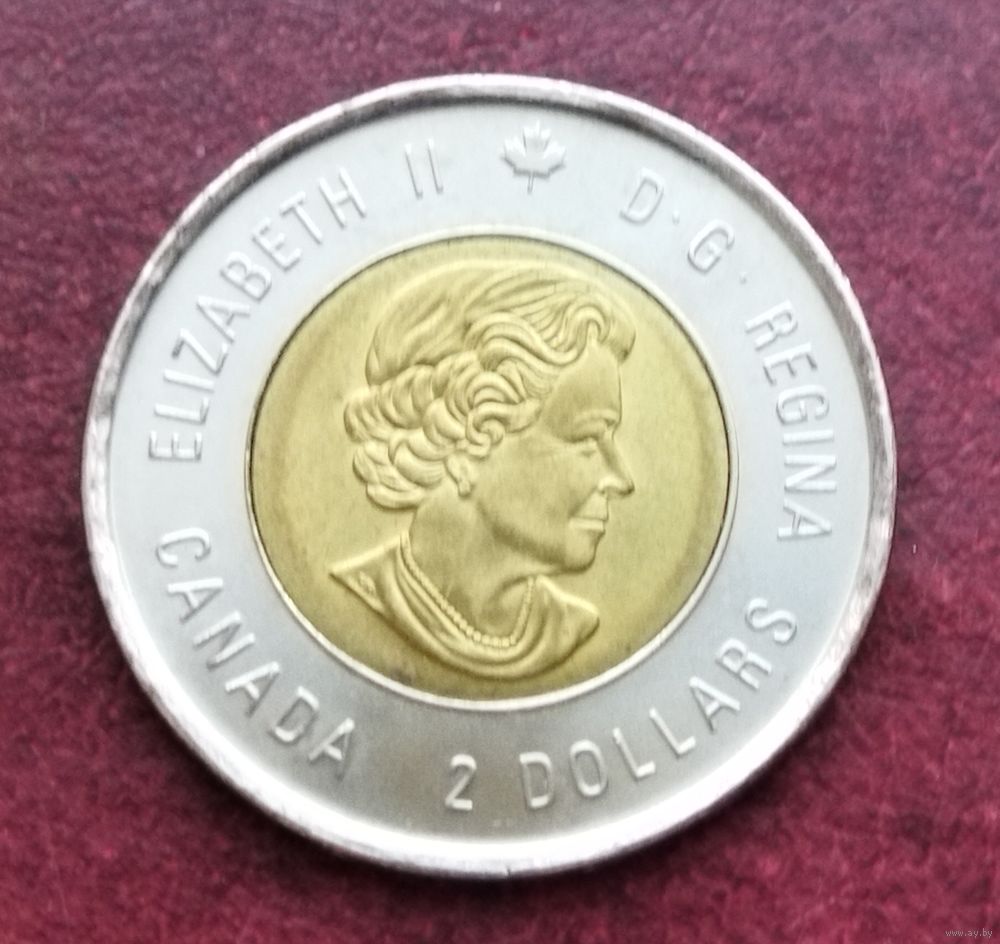 ELIZABETH II D·G·REGINA
CANADA 2 DOLLARS
www.ay.by